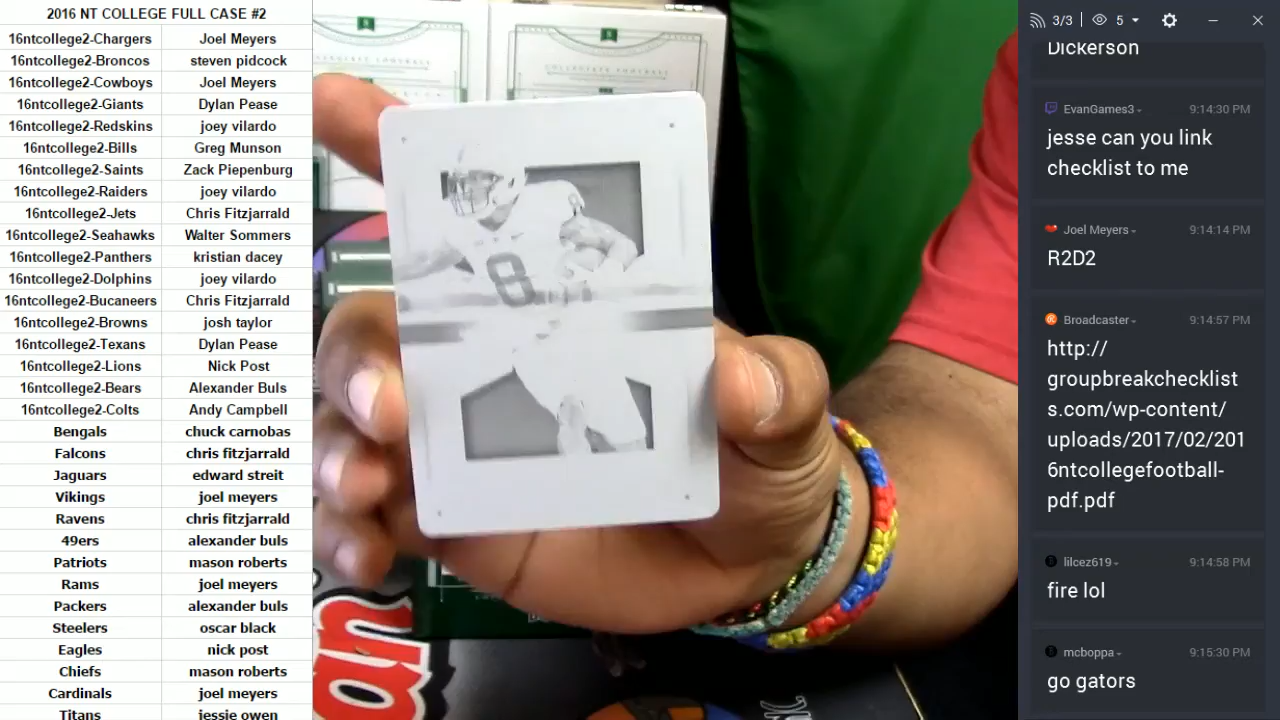 2016 NT COLLEGE FULL CASE #2
16ntcollege2-Chargers Joel Meyers
16ntcollege2-Broncos steven pidcock
16ntcollege2-Cowboys Joel Meyers
16ntcollege2-Giants Dylan Pease
16ntcollege2-Redskins joey vilardo
16ntcollege2-Bills Greg Munson
16ntcollege2-Saints Zack Piepenburg
16ntcollege2-Raiders joey vilardo
16ntcollege2-Jets Chris Fitzjarrald
16ntcollege2-Seahawks Walter Sommers
16ntcollege2-Panthers kristian dacey
16ntcollege2-Dolphins joey vilardo
16ntcollege2-Bucaneers Chris Fitzjarrald
16ntcollege2-Browns josh taylor
16ntcollege2-Texans Dylan Pease
16ntcollege2-Lions Nick Post
16ntcollege2-Bears Alexander Buls
16ntcollege2-Colts Andy Campbell
Bengals chuck carnobas
Falcons chris fitzjarrald
Jaguars edward streit
Vikings joel meyers
Ravens chris fitzjarrald
49ers alexander buls
Patriots mason roberts
Rams joel meyers
Packers alexander buls
Steelers oscar black
Eagles nick post
Chiefs mason roberts
Cardinals joel meyers
Titans jessie owen
COLLEGIATE FOOTBALL
8
3/3 5
Dickerson
EvanGames3 9:14:30 PM
jesse can you link
checklist to me
Joel Meyers 9:14:14 PM
R2D2
Broadcaster 9:14:57 PM
http://
groupbreakchecklist
s.com/wp-content/
uploads/2017/02/201
6ntcollegefootball-
pdf.pdf
lilcez619 9:14:58 PM
fire lol
mcboppa 9:15:30 PM
go gators